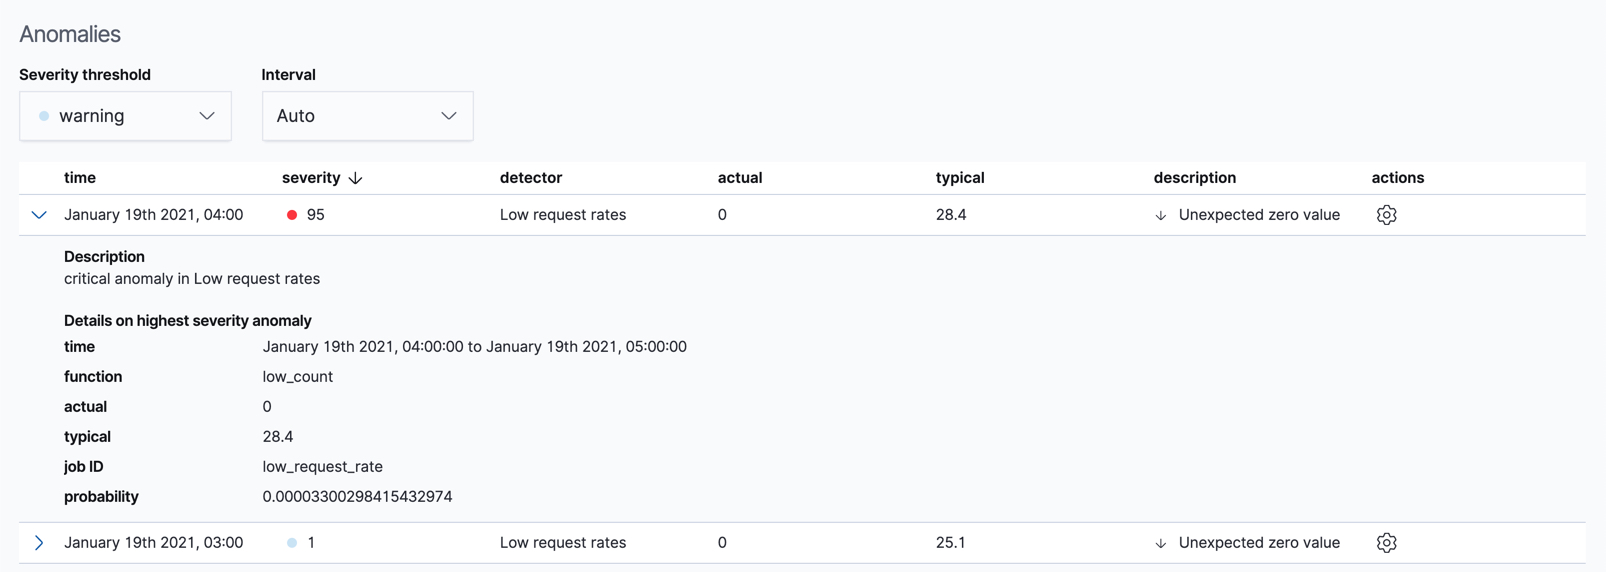 Anomalies
Severity threshold Interval
warning Auto
time severity detector actual typical description actions
January 19th 2021, 04:00 95 Low request rates 0 28.4 Unexpected zero value
Description
critical anomaly in Low request rates
Details on highest severity anomaly
time January 19th 2021, 04:00:00 to January 19th 2021, 05:00:00
function low_count
actual 0
typical 28.4
job ID low_request_rate
probability 0.00003300298415432974
January 19th 2021, 03:00 1 Low request rates 0 25.1 Unexpected zero value